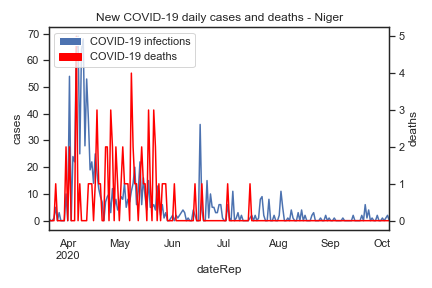 New COVID-19 daily cases and deaths - Niger
COVID-19 infections
COVID-19 deaths
70
60
50
40
30
20
10
0
cases
5
4
3
2
1
0
deaths
Apr
2020
May
Jun
Jul
Aug
Sep
Oct
dateRep